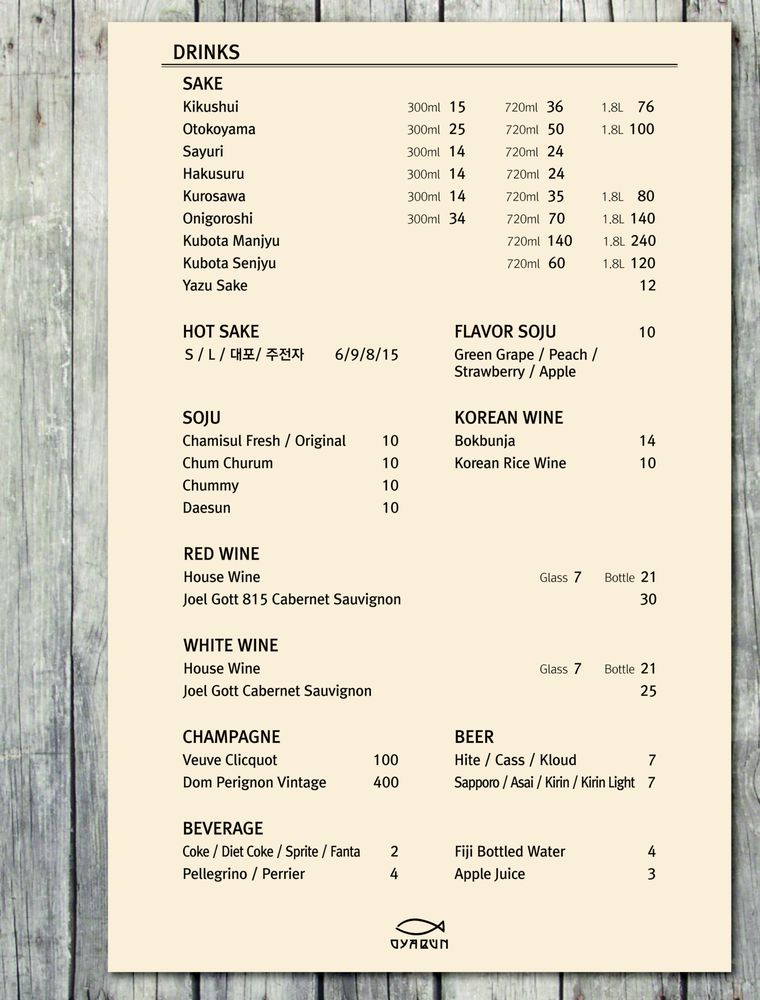 DRINKS
SAKE
Kikushui 300ml 15 720ml 36 1.8L 76
Otokoyama 300ml 25 720ml 50 1.8L 100
Sayuri 300ml 14 720ml 24
Hakusuru 300ml 14 720ml 24
Kurosawa 300ml 14 720ml 35 1.8L 80
Onigoroshi 300ml 34 720ml 70 1.8L 140
Kubota Manjyu 720ml 140 1.8L 240
Kubota Senjyu 720ml 60 1.8L 120
Yazu Sake 12
HOT SAKE
S / L / 대포/ 주전자 6/9/8/15
FLAVOR SOJU 10
Green Grape / Peach /
Strawberry / Apple
SOJU
Chamisul Fresh / Original 10
Chum Churum 10
Chummy 10
Daesun 10
KOREAN WINE
Bokbunja 14
Korean Rice Wine 10
RED WINE
House Wine Glass 7 Bottle 21
Joel Gott 815 Cabernet Sauvignon 30
WHITE WINE
House Wine Glass 7 Bottle 21
Joel Gott Cabernet Sauvignon 25
CHAMPAGNE
Veuve Clicquot 100
Dom Perignon Vintage 400
BEER
Hite / Cass / Kloud 7
Sapporo / Asai / Kirin / Kirin Light 7
BEVERAGE
Coke / Diet Coke / Sprite / Fanta 2
Pellegrino / Perrier 4
Fiji Bottled Water 4
Apple Juice 3
OYABUN